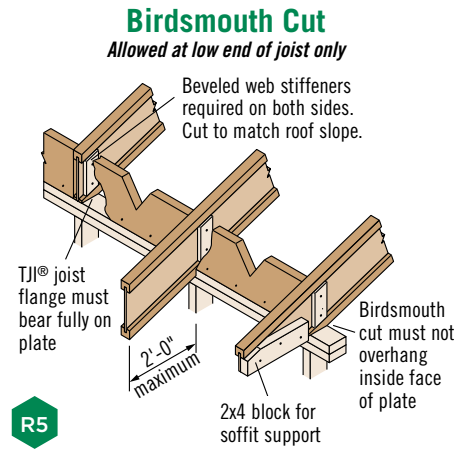 Birdsmouth Cut
Allowed at low end of joist only
Beveled web stiffeners
required on both sides.
Cut to match roof slope.
TJI® joist
flange must
bear fully on
plate
2'-0"
maximum
Birdsmouth
cut must not
overhang
inside face
of plate
2x4 block for
soffit support
R5